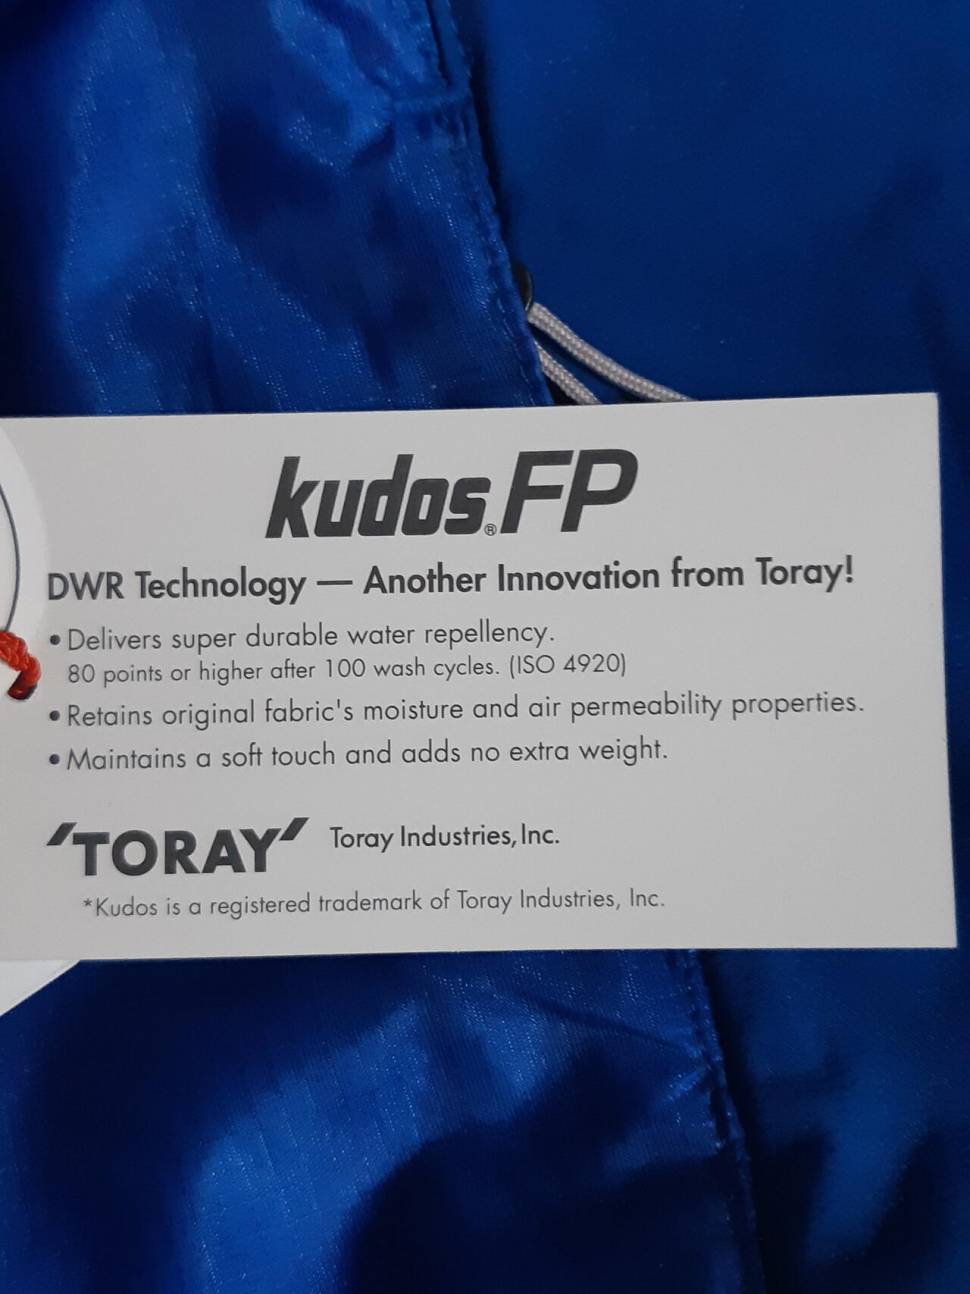 kudos® FP
DWR Technology — Another Innovation from Toray!
• Delivers super durable water repellency.
80 points or higher after 100 wash cycles. (ISO 4920)
• Retains original fabric's moisture and air permeability properties.
• Maintains a soft touch and adds no extra weight.
'TORAY' Toray Industries, Inc.
*Kudos is a registered trademark of Toray Industries, Inc.